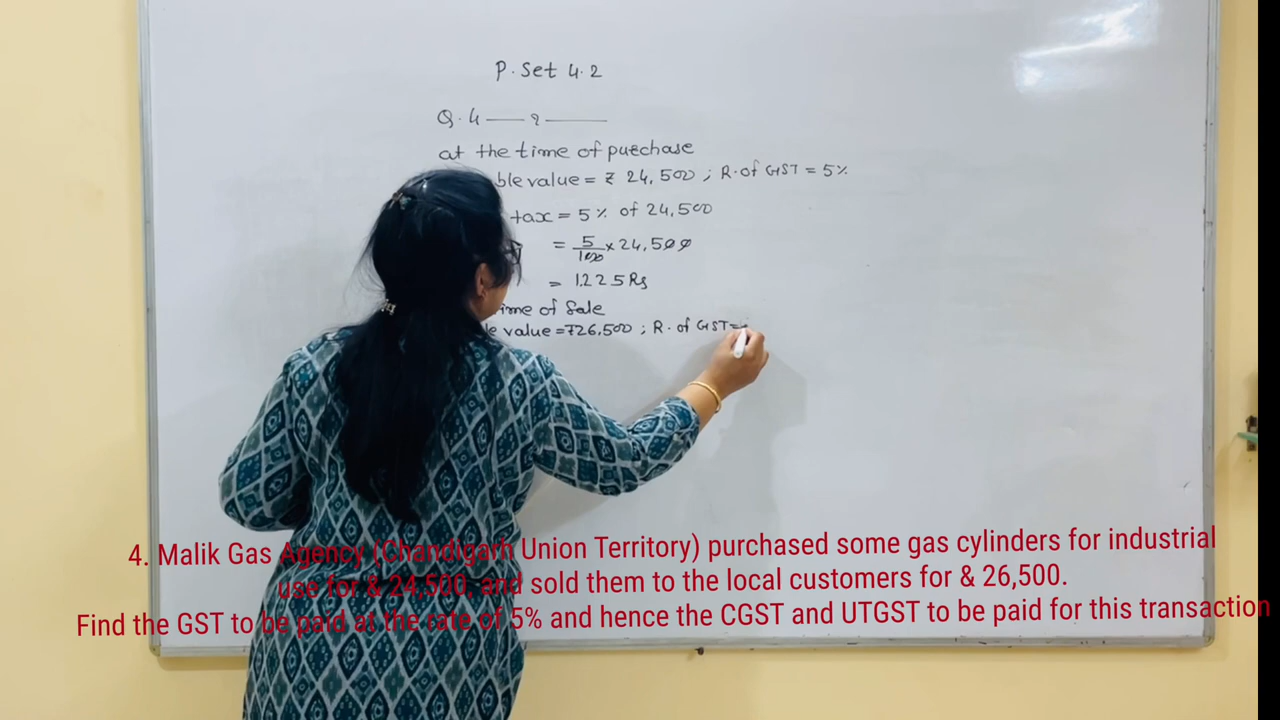 P. Set 4.2
Q.4 — ? —
at the time of purchase
ble value = ₹ 24,500 ; R. of GST = 5%
tax = 5% of 24,500
= 5/100 × 24,500
= 1225 Rs
ime of Sale
e value = ₹26,500 ; R. of GST =
4. Malik Gas Agency (Chandigarh Union Territory) purchased some gas cylinders for industrial
use for & 24,500, and sold them to the local customers for & 26,500.
Find the GST to be paid at the rate of 5% and hence the CGST and UTGST to be paid for this transaction